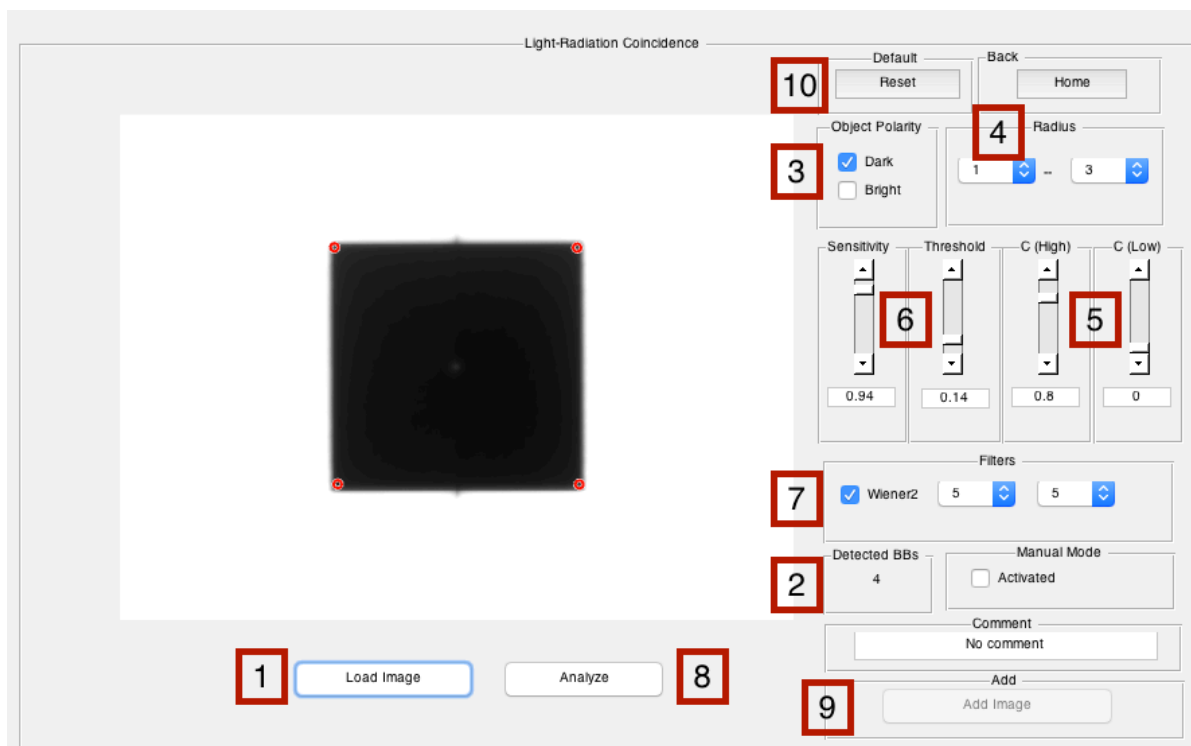 Light-Radiation Coincidence
Default
Back
10
Reset
Home
Object Polarity
4
Radius
3
Dark
1
--
3
Bright
Sensitivity
Threshold
C (High)
C (Low)
6
5
0.94
0.14
0.8
0
Filters
7
Wiener2
5
5
Detected BBs
Manual Mode
2
4
Activated
Comment
No comment
1
Load Image
Analyze
8
Add
9
Add Image